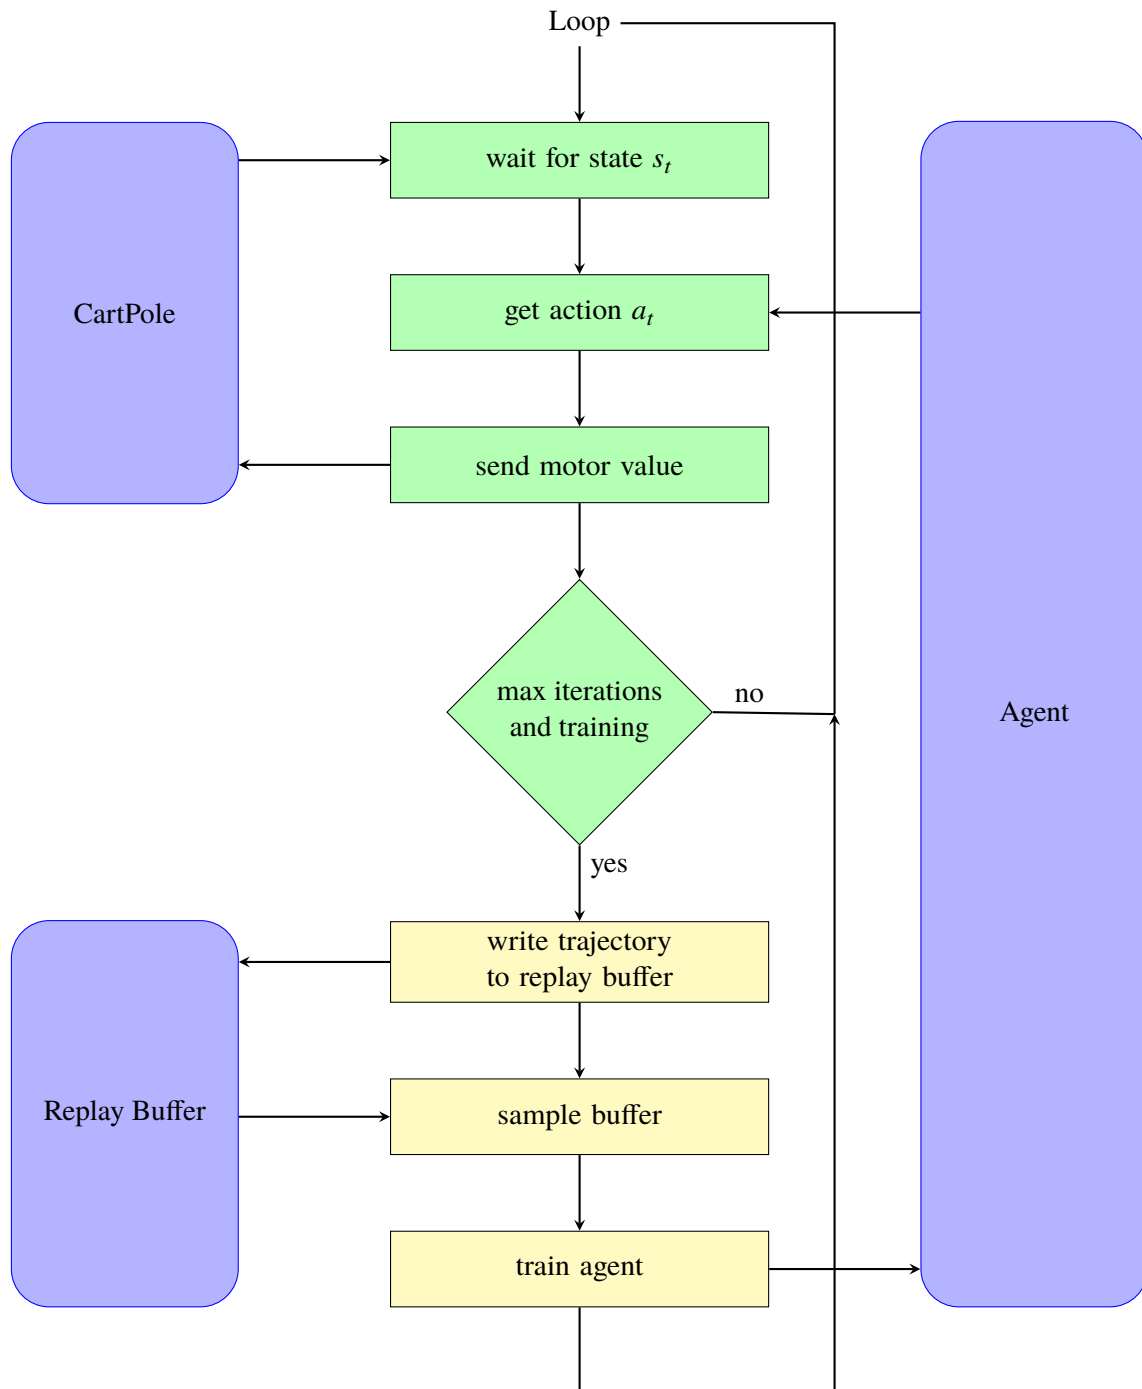 Loop
wait for state s_t
CartPole
get action a_t
send motor value
max iterations
and training
no
Agent
yes
write trajectory
to replay buffer
Replay Buffer
sample buffer
train agent